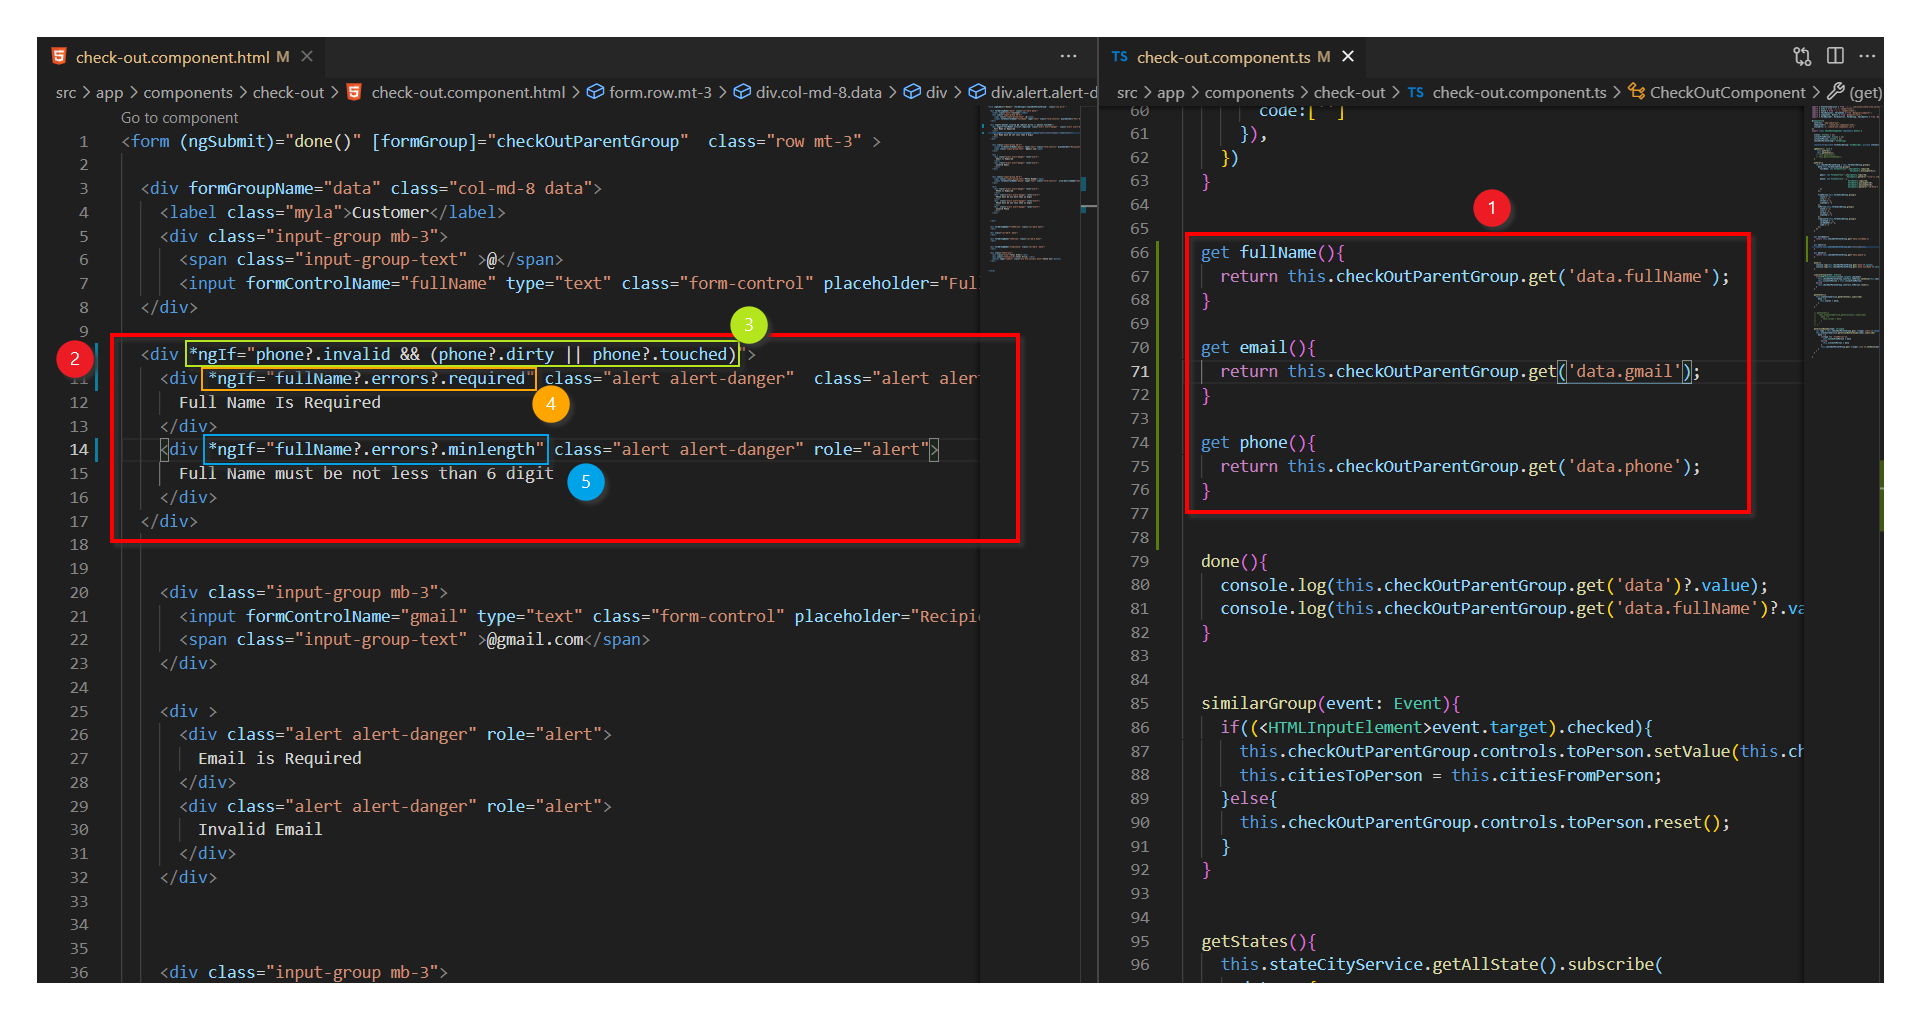 check-out.component.html M
src > app > components > check-out > check-out.component.html > form.row.mt-3 > div.col-md-8.data > div > div.alert.alert-d
Go to component
1 <form (ngSubmit)="done()" [formGroup]="checkOutParentGroup"  class="row mt-3" >
2
3 <div formGroupName="data" class="col-md-8 data">
4 <label class="myla">Customer</label>
5 <div class="input-group mb-3">
6 <span class="input-group-text" >@</span>
7 <input formControlName="fullName" type="text" class="form-control" placeholder="Ful
8 </div>
9
3
2
<div *ngIf="phone?.invalid && (phone?.dirty || phone?.touched)">
11 <div *ngIf="fullName?.errors?.required" class="alert alert-danger"  class="alert aler
12 Full Name Is Required
4
13 </div>
14 <div *ngIf="fullName?.errors?.minlength" class="alert alert-danger" role="alert">
15 Full Name must be not less than 6 digit
5
16 </div>
17 </div>
18
19
20 <div class="input-group mb-3">
21 <input formControlName="gmail" type="text" class="form-control" placeholder="Recipi
22 <span class="input-group-text" >@gmail.com</span>
23 </div>
24
25 <div >
26 <div class="alert alert-danger" role="alert">
27 Email is Required
28 </div>
29 <div class="alert alert-danger" role="alert">
30 Invalid Email
31 </div>
32 </div>
33
34
35
36 <div class="input-group mb-3">
TS check-out.component.ts M
src > app > components > check-out > TS check-out.component.ts > CheckOutComponent > (get)
60 code:[""]
61 }),
62 })
63 }
64
1
65
66 get fullName(){
67 return this.checkOutParentGroup.get('data.fullName');
68 }
69
70 get email(){
71 return this.checkOutParentGroup.get('data.gmail');
72 }
73
74 get phone(){
75 return this.checkOutParentGroup.get('data.phone');
76 }
77
78
79 done(){
80 console.log(this.checkOutParentGroup.get('data')?.value);
81 console.log(this.checkOutParentGroup.get('data.fullName')?.va
82 }
83
84
85 similarGroup(event: Event){
86 if((<HTMLInputElement>event.target).checked){
87 this.checkOutParentGroup.controls.toPerson.setValue(this.ch
88 this.citiesToPerson = this.citiesFromPerson;
89 }else{
90 this.checkOutParentGroup.controls.toPerson.reset();
91 }
92 }
93
94
95 getStates(){
96 this.stateCityService.getAllState().subscribe(